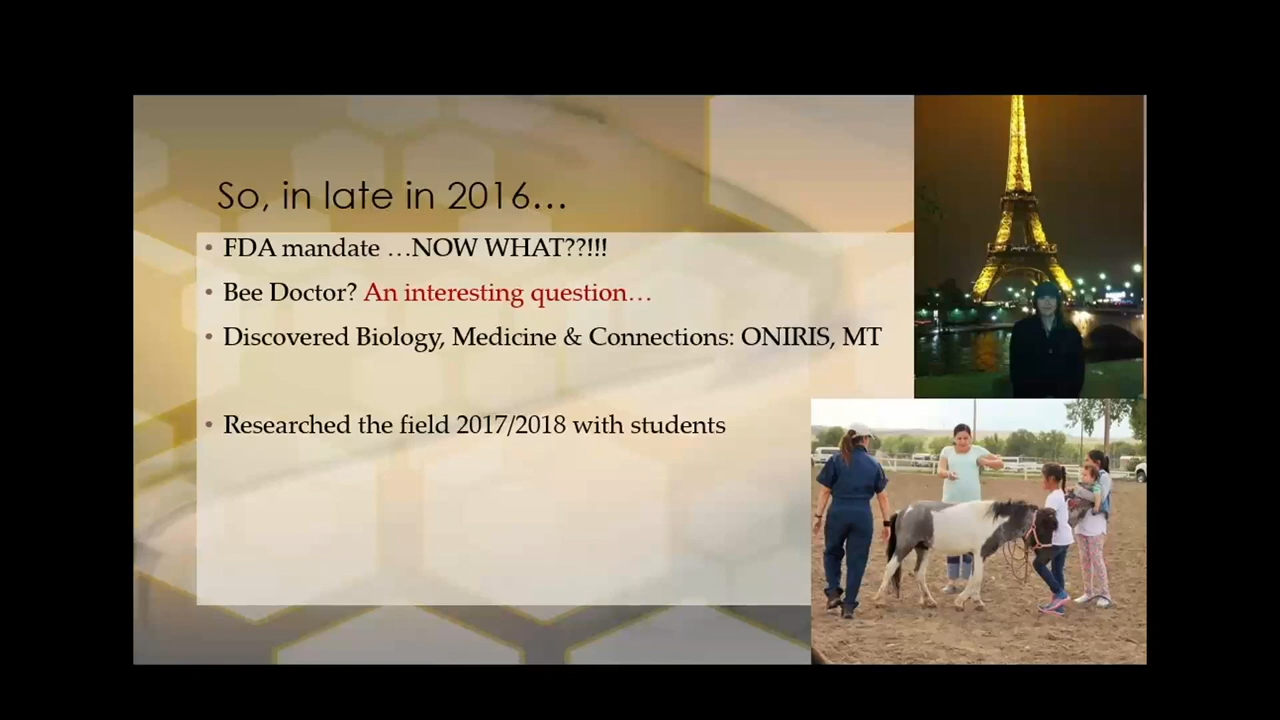 So, in late in 2016…
• FDA mandate …NOW WHAT??!!!
• Bee Doctor? An interesting question…
• Discovered Biology, Medicine & Connections: ONIRIS, MT
• Researched the field 2017/2018 with students